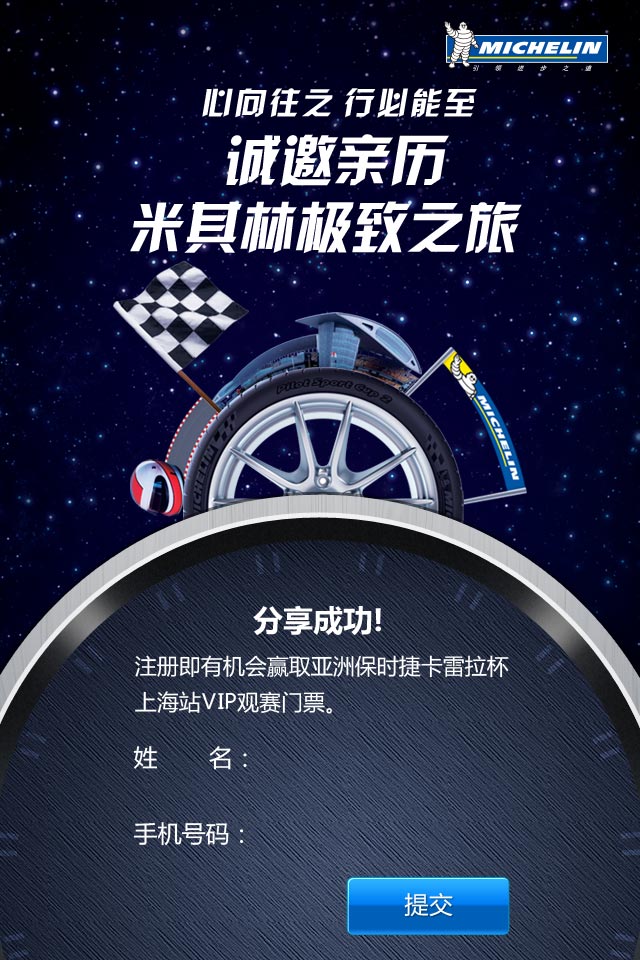 MICHELIN
引领进步之道
心向往之 行必能至
诚邀亲历
米其林极致之旅
Pilot Sport Cup 2
MICHELIN
MICHELIN
分享成功!
注册即有机会赢取亚洲保时捷卡雷拉杯
上海站VIP观赛门票。
姓 名：
手机号码：
提交